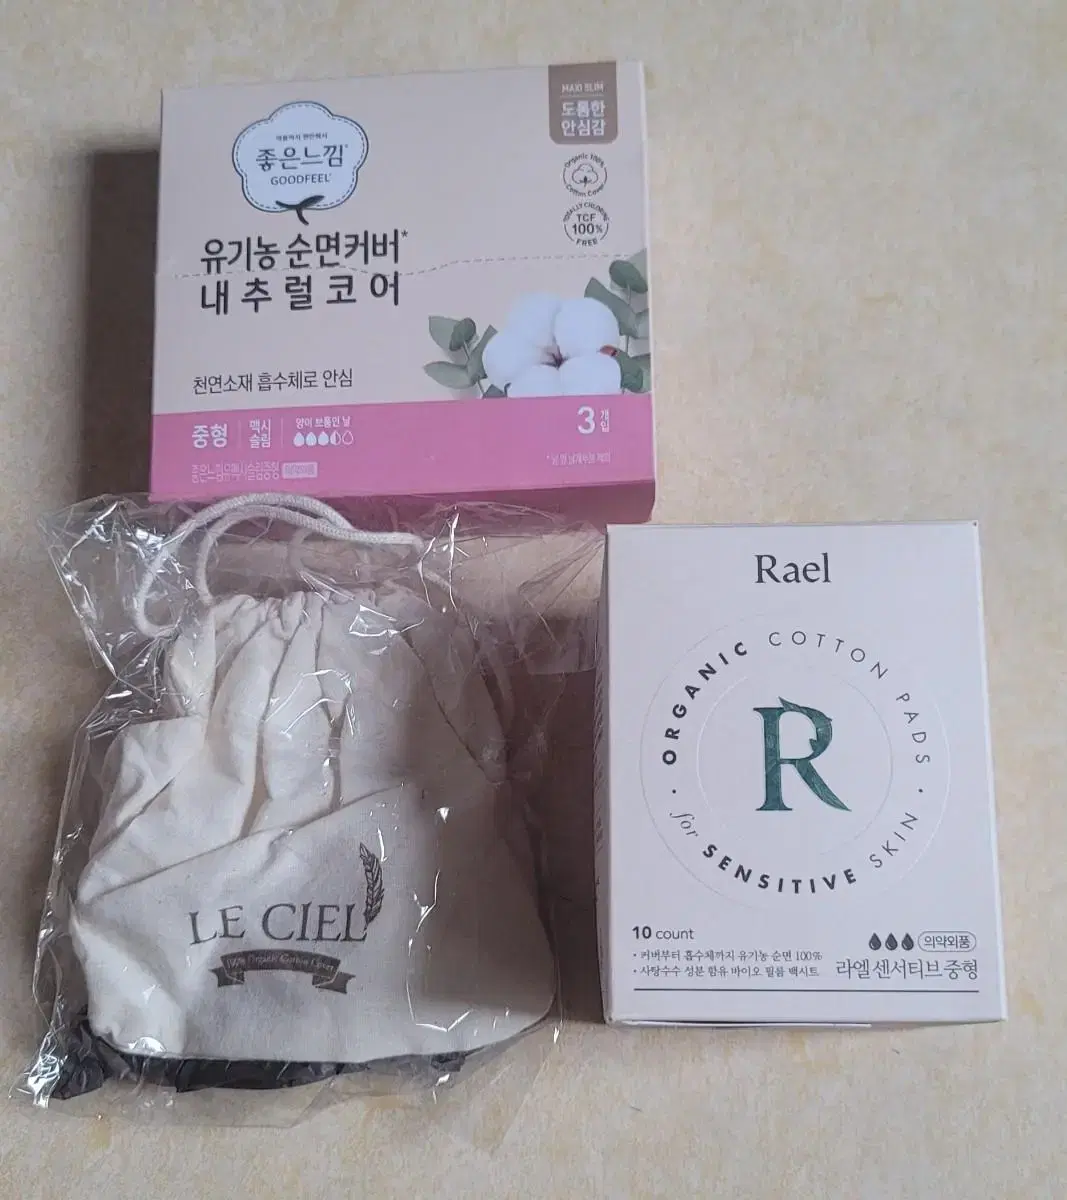 MAXI SLIM
도톰한
안심감
좋은느낌
GOODFEEL
Organic 100%
Cotton Cover
TOTALLY CHLORINE
TCF
100%
FREE
유기농 순면커버*
내추럴코어
천연소재 흡수체로 안심
중형
맥시
슬림
양이 보통인 날
3개입
Rael
ORGANIC COTTON PADS
for SENSITIVE SKIN
R
10 count
• 커버부터 흡수체까지 유기농 순면 100%
• 사탕수수 성분 함유 바이오 필름 백시트
의약외품
라엘 센서티브 중형
LE CIEL
100% Organic Cotton Cover